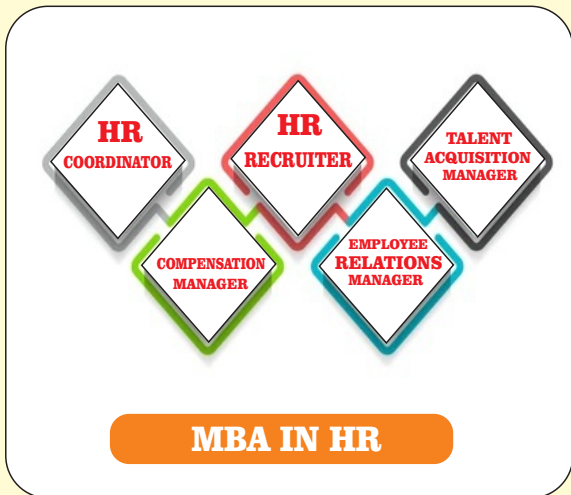 HR
COORDINATOR
HR
RECRUITER
TALENT
ACQUISITION
MANAGER
COMPENSATION
MANAGER
EMPLOYEE
RELATIONS
MANAGER
MBA IN HR